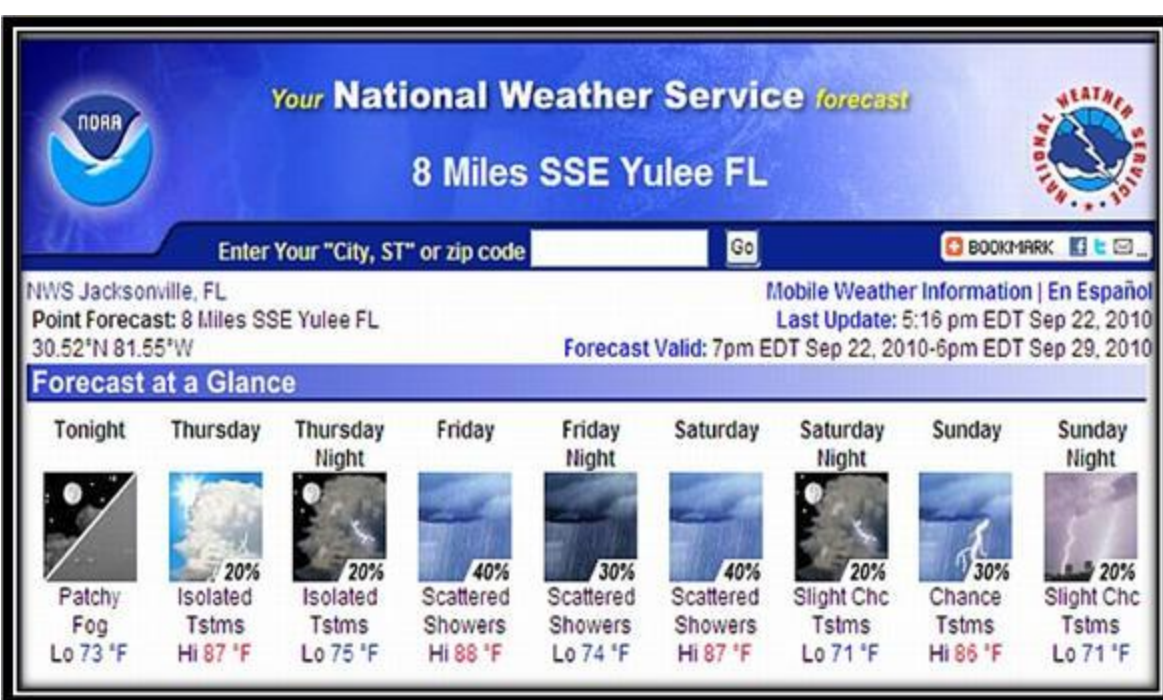 NOAA
Your National Weather Service forecast
NATIONAL WEATHER SERVICE
8 Miles SSE Yulee FL
Enter Your "City, ST" or zip code Go BOOKMARK
NWS Jacksonville, FL Mobile Weather Information | En Español
Point Forecast: 8 Miles SSE Yulee FL Last Update: 5:16 pm EDT Sep 22, 2010
30.52°N 81.55°W Forecast Valid: 7pm EDT Sep 22, 2010-6pm EDT Sep 29, 2010
Forecast at a Glance
Tonight
Patchy
Fog
Lo 73 °F
Thursday
20%
Isolated
Tstms
Hi 87 °F
Thursday
Night
20%
Isolated
Tstms
Lo 75 °F
Friday
40%
Scattered
Showers
Hi 88 °F
Friday
Night
30%
Scattered
Showers
Lo 74 °F
Saturday
40%
Scattered
Showers
Hi 87 °F
Saturday
Night
20%
Slight Chc
Tstms
Lo 71 °F
Sunday
30%
Chance
Tstms
Hi 86 °F
Sunday
Night
20%
Slight Chc
Tstms
Lo 71 °F